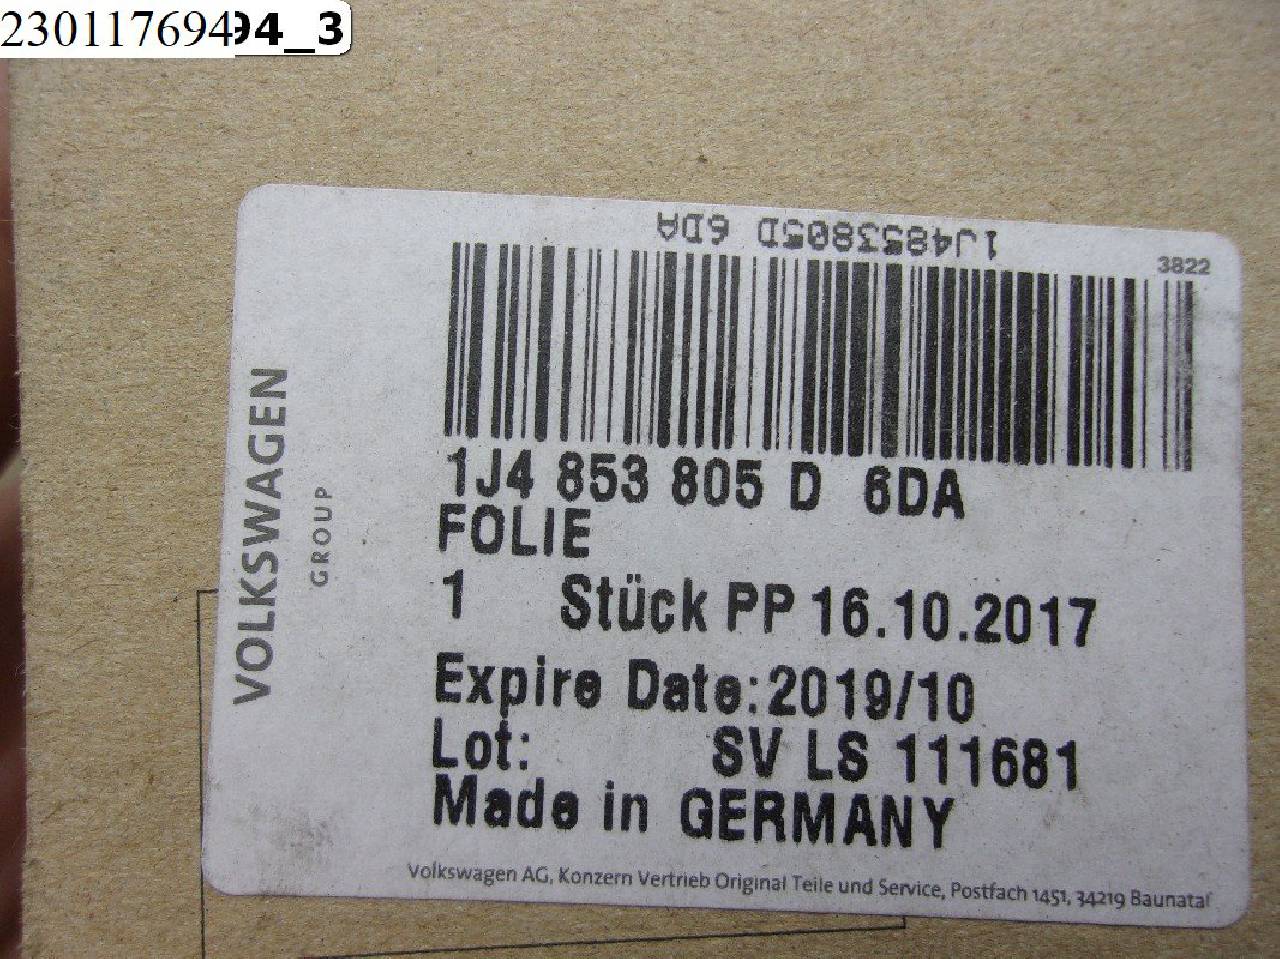 23011769494_3
1J4853805D 6DA
3822
VOLKSWAGEN
GROUP
1J4 853 805 D 6DA
FOLIE
1 Stück PP 16.10.2017
Expire Date:2019/10
Lot: SV LS 111681
Made in GERMANY
Volkswagen AG, Konzern Vertrieb Original Teile und Service, Postfach 1451, 34219 Baunatal